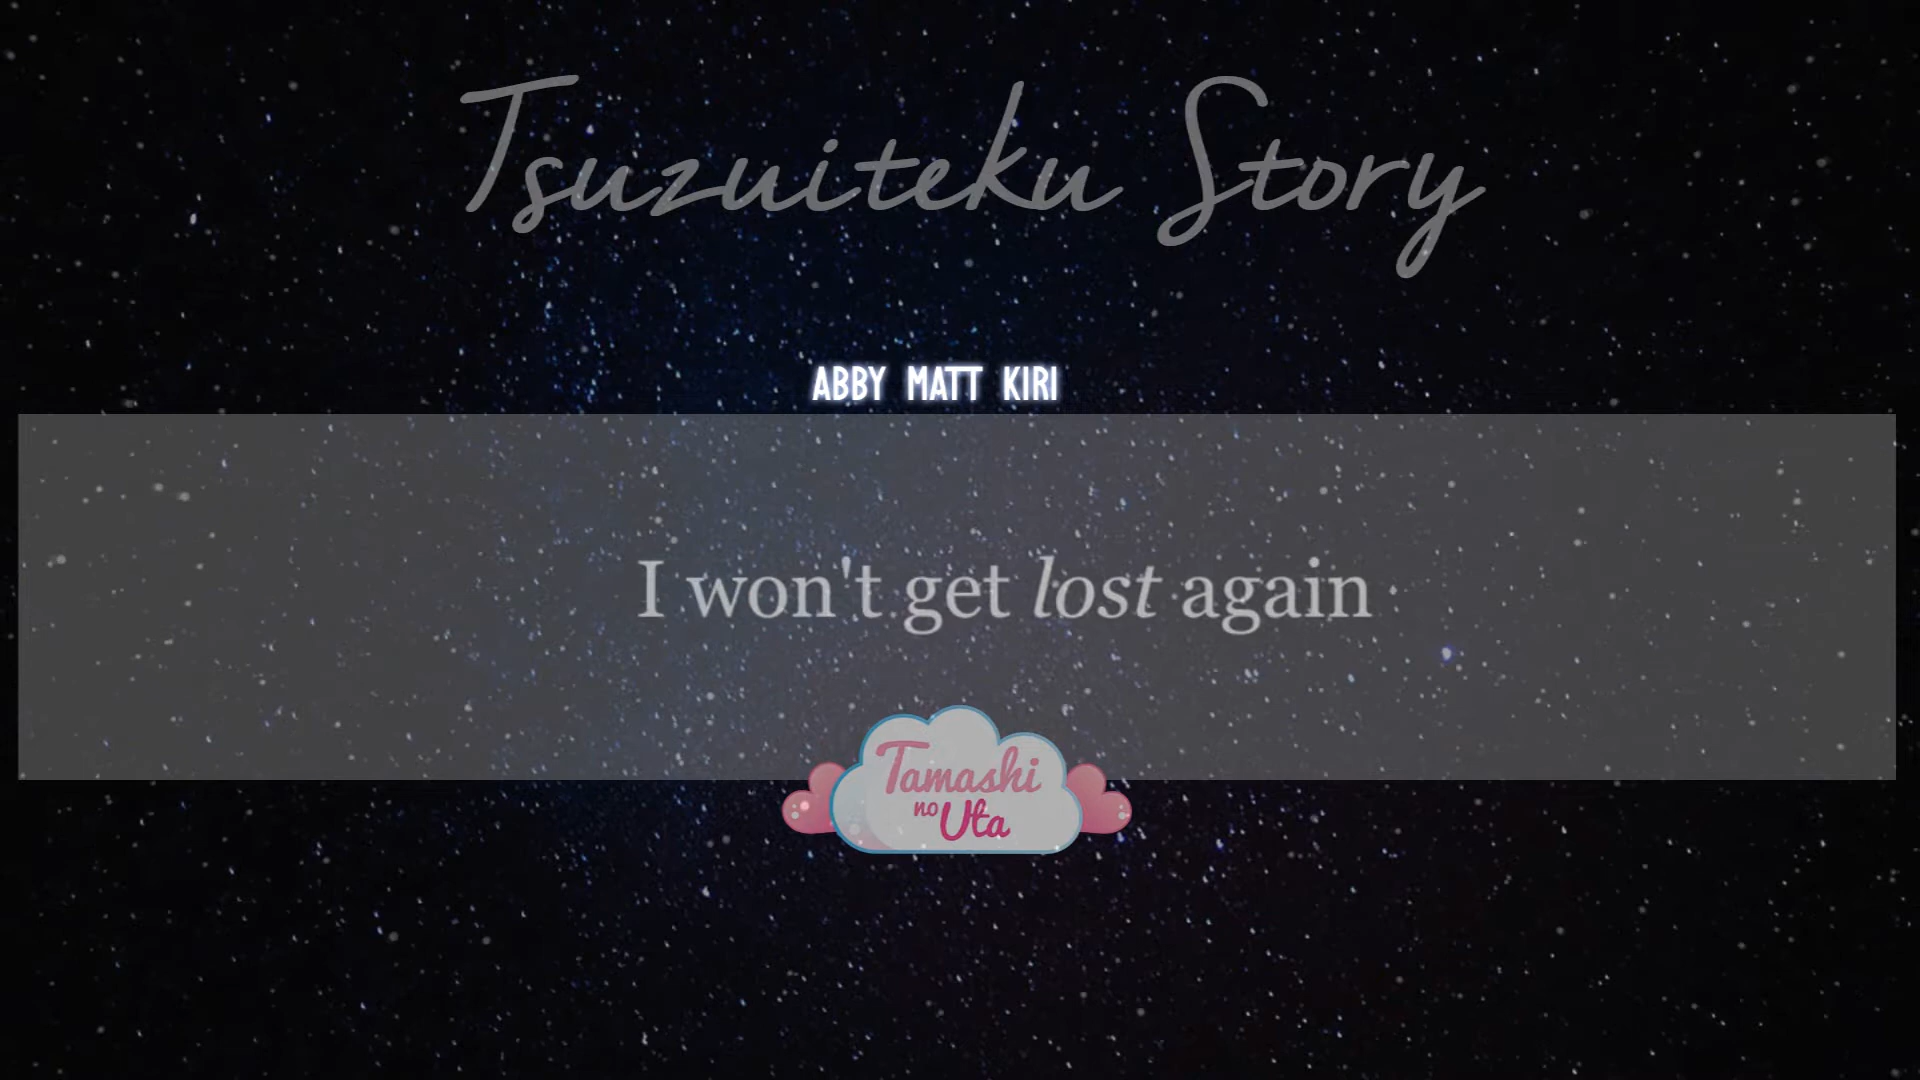 Tsuzuiteku Story
ABBY MATT KIRI
I won't get lost again
Tamashi
no Uta